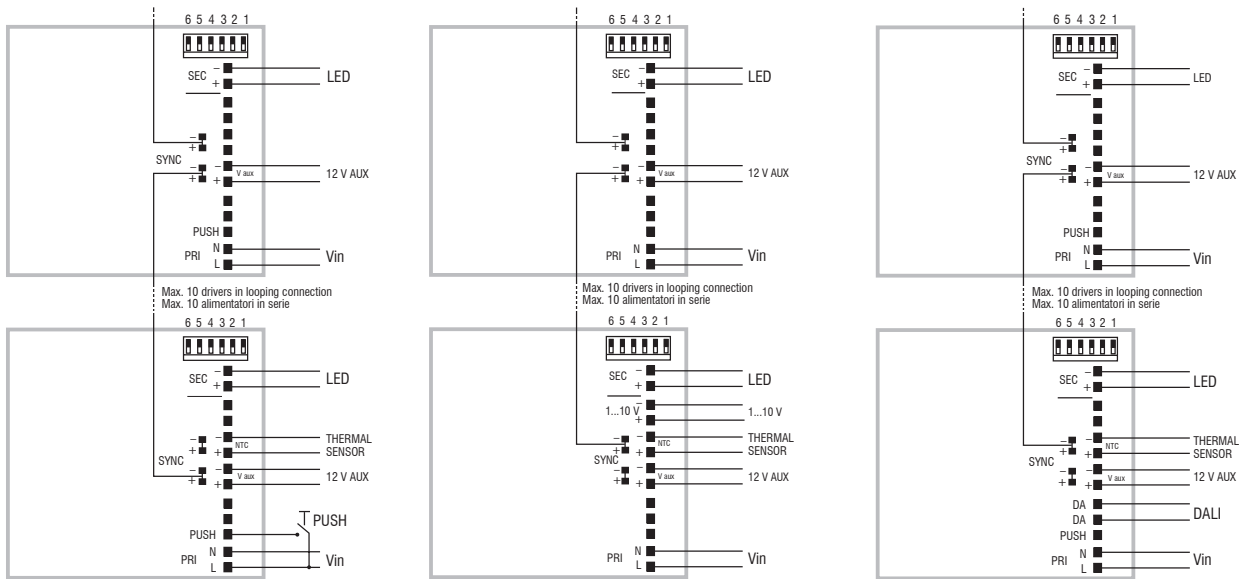 6 5 4 3 2 1
SEC
−
+
LED
−
+
SYNC
−
+
−
+
V aux
12 V AUX
PUSH
PRI
N
L
Vin
6 5 4 3 2 1
SEC
−
+
LED
−
+
−
+
−
+
V aux
12 V AUX
PRI
N
L
Vin
6 5 4 3 2 1
SEC
−
+
LED
−
+
SYNC
−
+
−
+
V aux
12 V AUX
PUSH
PRI
N
L
Vin
Max. 10 drivers in looping connection
Max. 10 alimentatori in serie
Max. 10 drivers in looping connection
Max. 10 alimentatori in serie
Max. 10 drivers in looping connection
Max. 10 alimentatori in serie
6 5 4 3 2 1
SEC
−
+
LED
−
+
−
+
NTC
THERMAL
SENSOR
SYNC
−
+
−
+
V aux
12 V AUX
PUSH
PUSH
PRI
N
L
Vin
6 5 4 3 2 1
SEC
−
+
LED
1...10 V
−
+
1...10 V
−
+
−
+
NTC
THERMAL
SENSOR
SYNC
−
+
−
+
V aux
12 V AUX
PRI
N
L
Vin
6 5 4 3 2 1
SEC
−
+
LED
−
+
−
+
NTC
THERMAL
SENSOR
SYNC
−
+
−
+
V aux
12 V AUX
DA
DA
DALI
PUSH
PRI
N
L
Vin